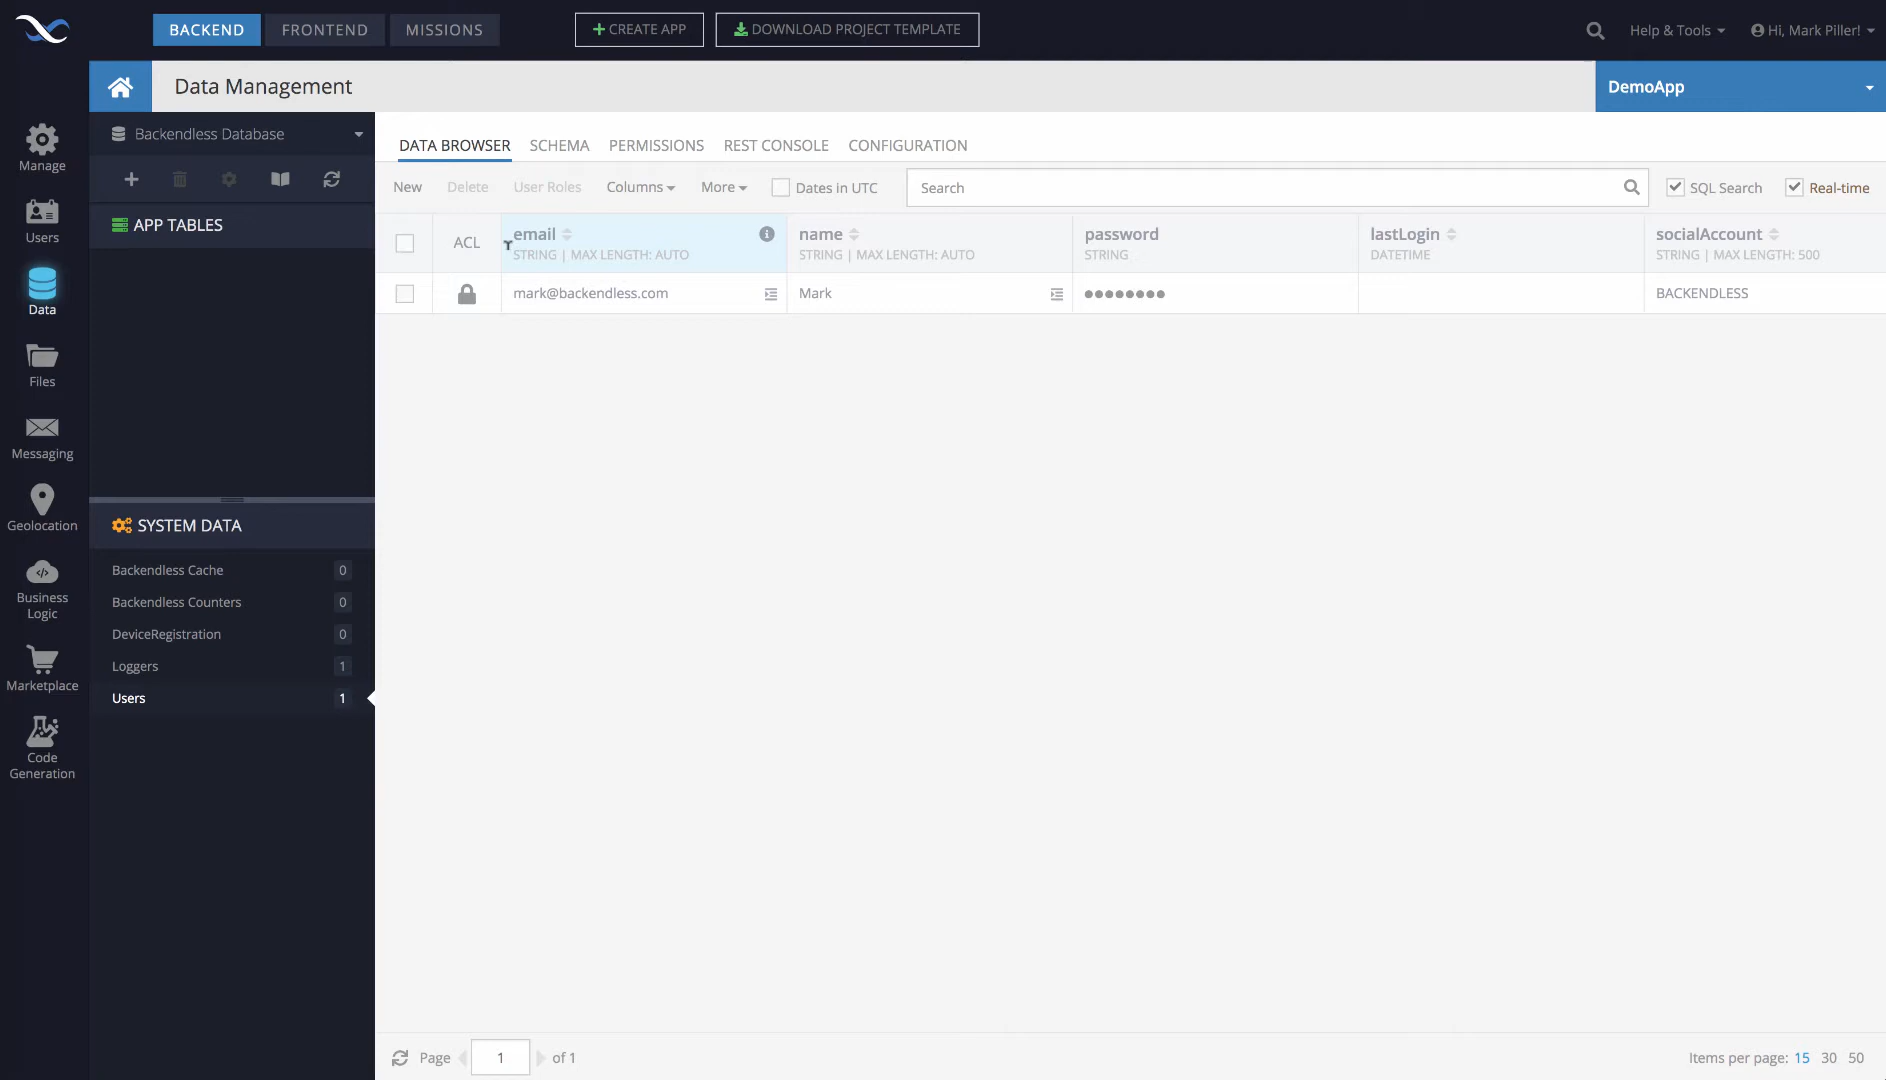 BACKEND FRONTEND MISSIONS CREATE APP DOWNLOAD PROJECT TEMPLATE Help & Tools Hi, Mark Piller!
Data Management DemoApp
Manage
Users
Data
Files
Messaging
Geolocation
Business
Logic
Marketplace
Code
Generation
Backendless Database
APP TABLES
SYSTEM DATA
Backendless Cache 0
Backendless Counters 0
DeviceRegistration 0
Loggers 1
Users 1
DATA BROWSER SCHEMA PERMISSIONS REST CONSOLE CONFIGURATION
New Delete User Roles Columns More Dates in UTC Search SQL Search Real-time
ACL email name password lastLogin socialAccount
STRING | MAX LENGTH: AUTO STRING | MAX LENGTH: AUTO STRING DATETIME STRING | MAX LENGTH: 500
mark@backendless.com Mark ●●●●●●●● BACKENDLESS
Page 1 of 1 Items per page: 15 30 50